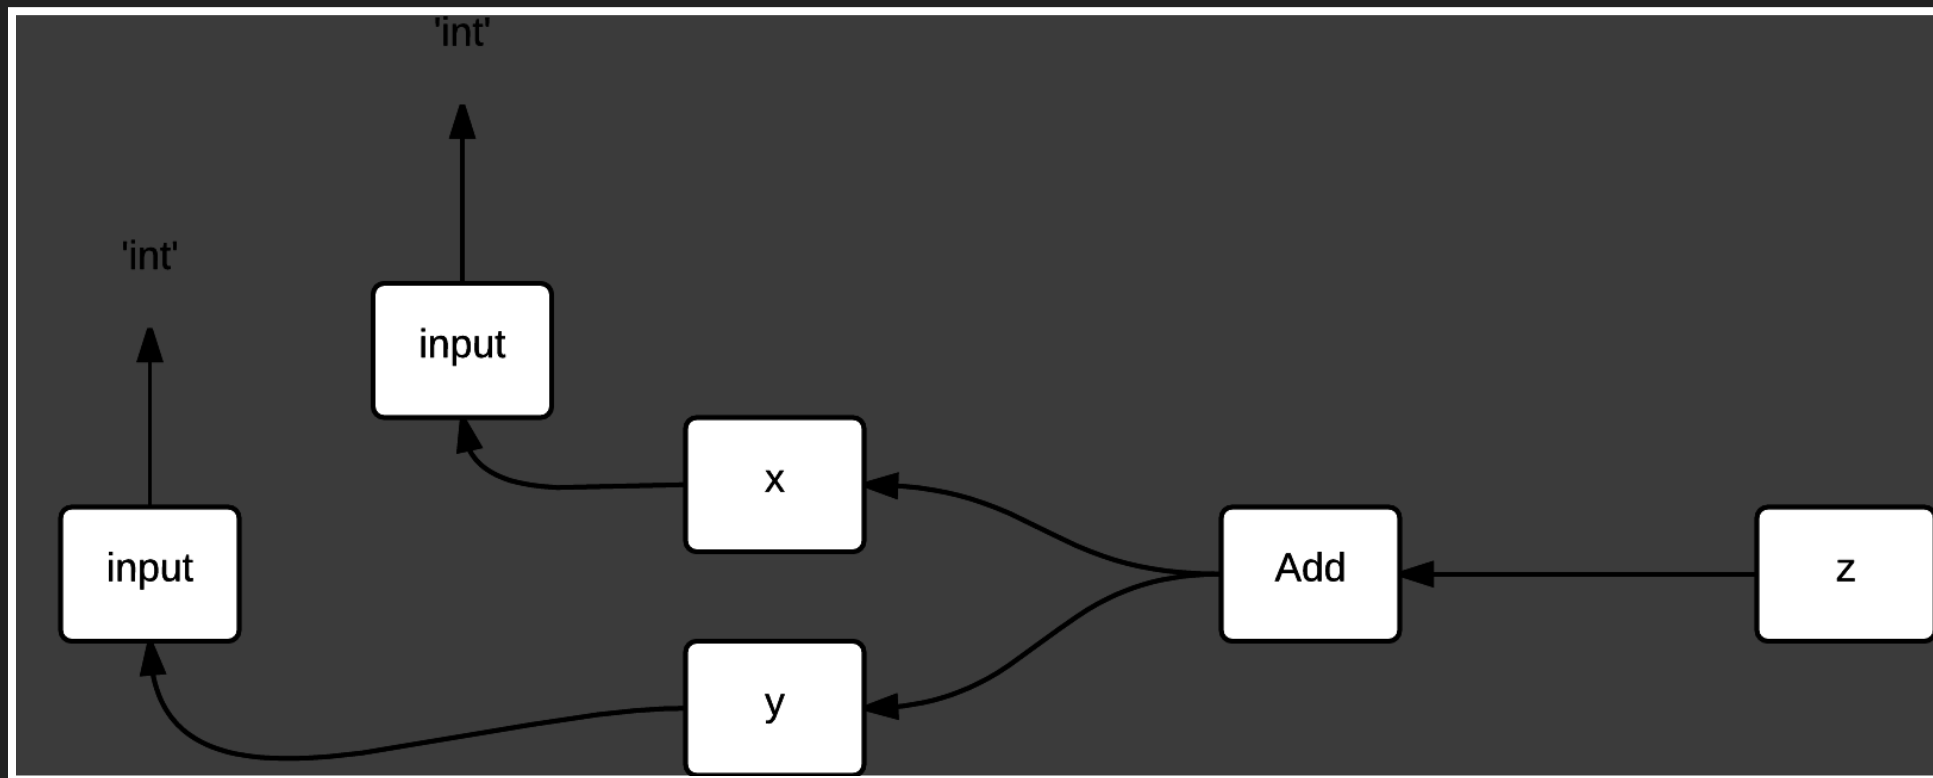 'int'
'int'
input
x
input
Add
z
y